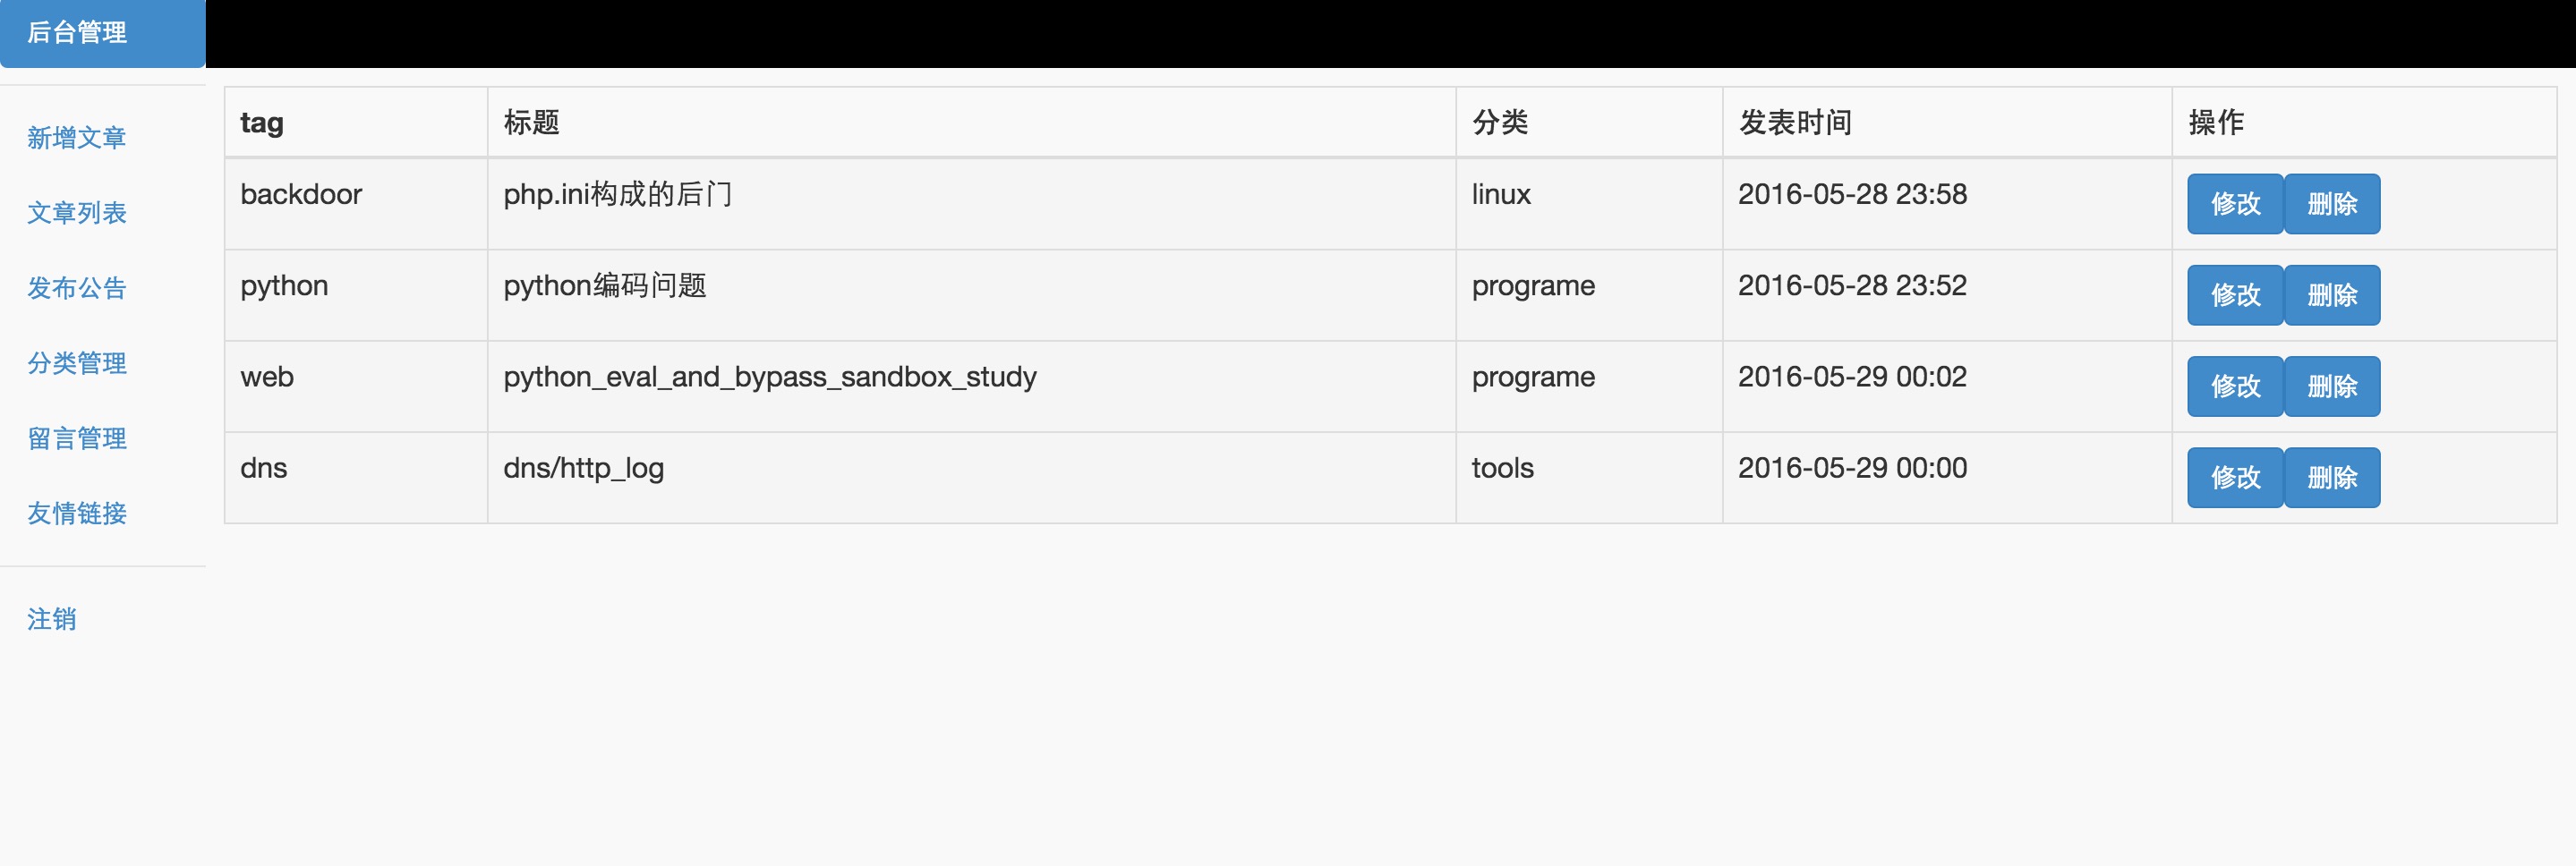 后台管理
新增文章
文章列表
发布公告
分类管理
留言管理
友情链接
注销
tag 标题 分类 发表时间 操作
backdoor php.ini构成的后门 linux 2016-05-28 23:58 修改 删除
python python编码问题 programe 2016-05-28 23:52 修改 删除
web python_eval_and_bypass_sandbox_study programe 2016-05-29 00:02 修改 删除
dns dns/http_log tools 2016-05-29 00:00 修改 删除